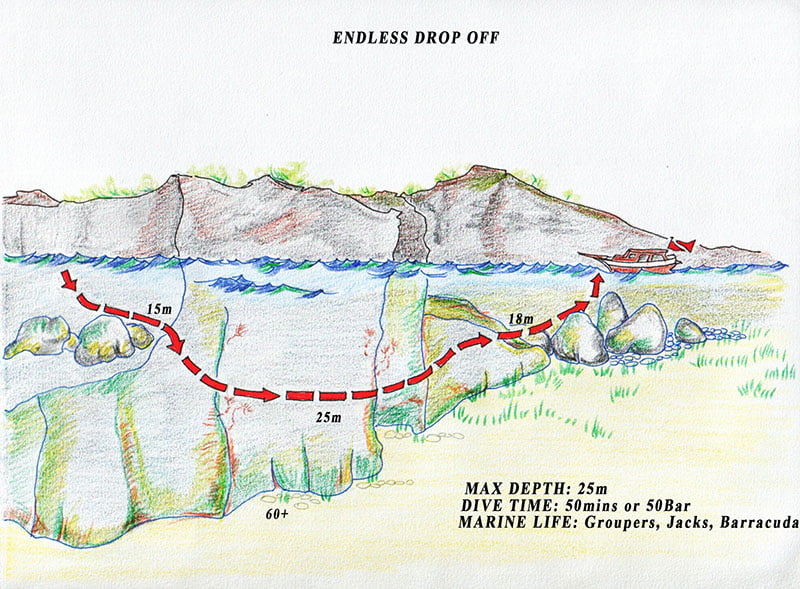 ENDLESS DROP OFF
15m
18m
25m
60+
MAX DEPTH: 25m
DIVE TIME: 50mins or 50Bar
MARINE LIFE: Groupers, Jacks, Barracuda